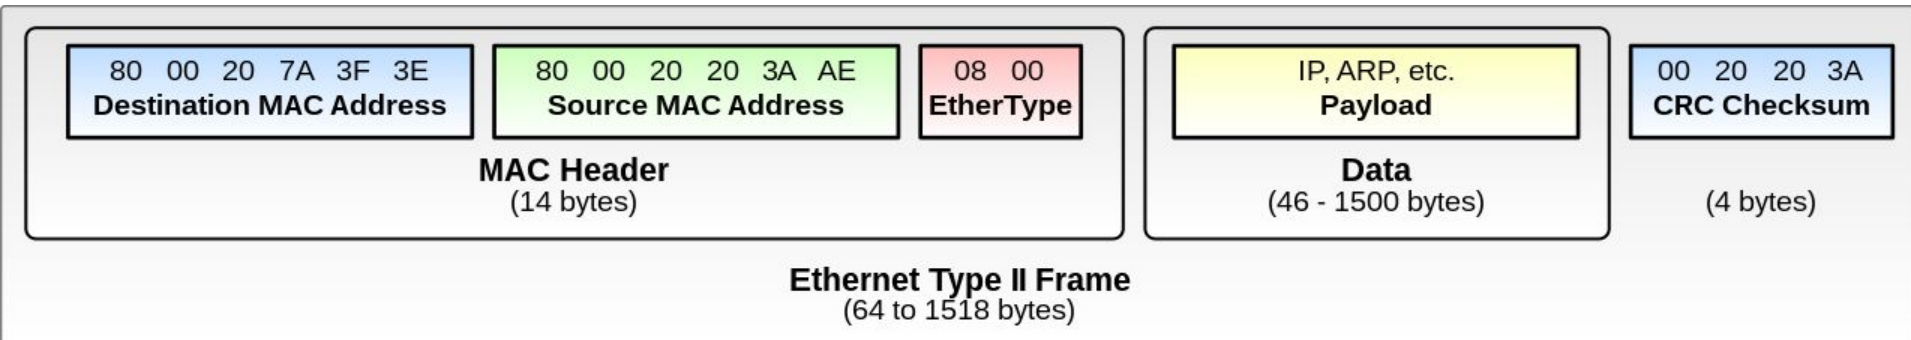 80 00 20 7A 3F 3E
Destination MAC Address
80 00 20 20 3A AE
Source MAC Address
08 00
EtherType
MAC Header
(14 bytes)
IP, ARP, etc.
Payload
Data
(46 - 1500 bytes)
00 20 20 3A
CRC Checksum
(4 bytes)
Ethernet Type II Frame
(64 to 1518 bytes)